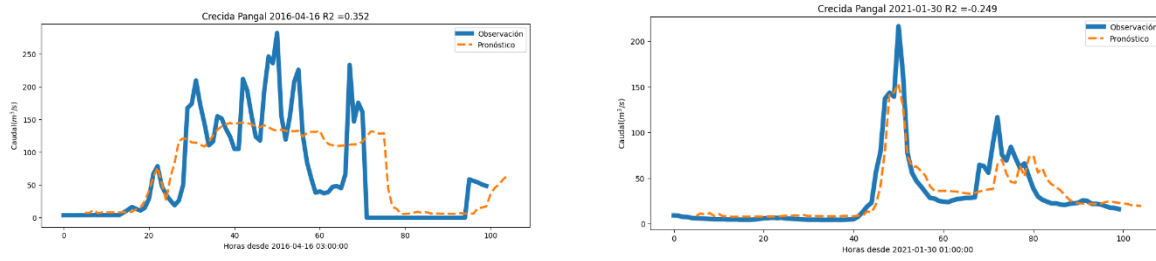 Crecida Pangal 2016-04-16 R2 =0.352
Observación
Pronóstico
Caudal(m³/s)
250
200
150
100
50
0
0 20 40 60 80 100
Horas desde 2016-04-16 03:00:00
Crecida Pangal 2021-01-30 R2 =-0.249
Observación
Pronóstico
Caudal(m³/s)
200
150
100
50
0
0 20 40 60 80 100
Horas desde 2021-01-30 01:00:00